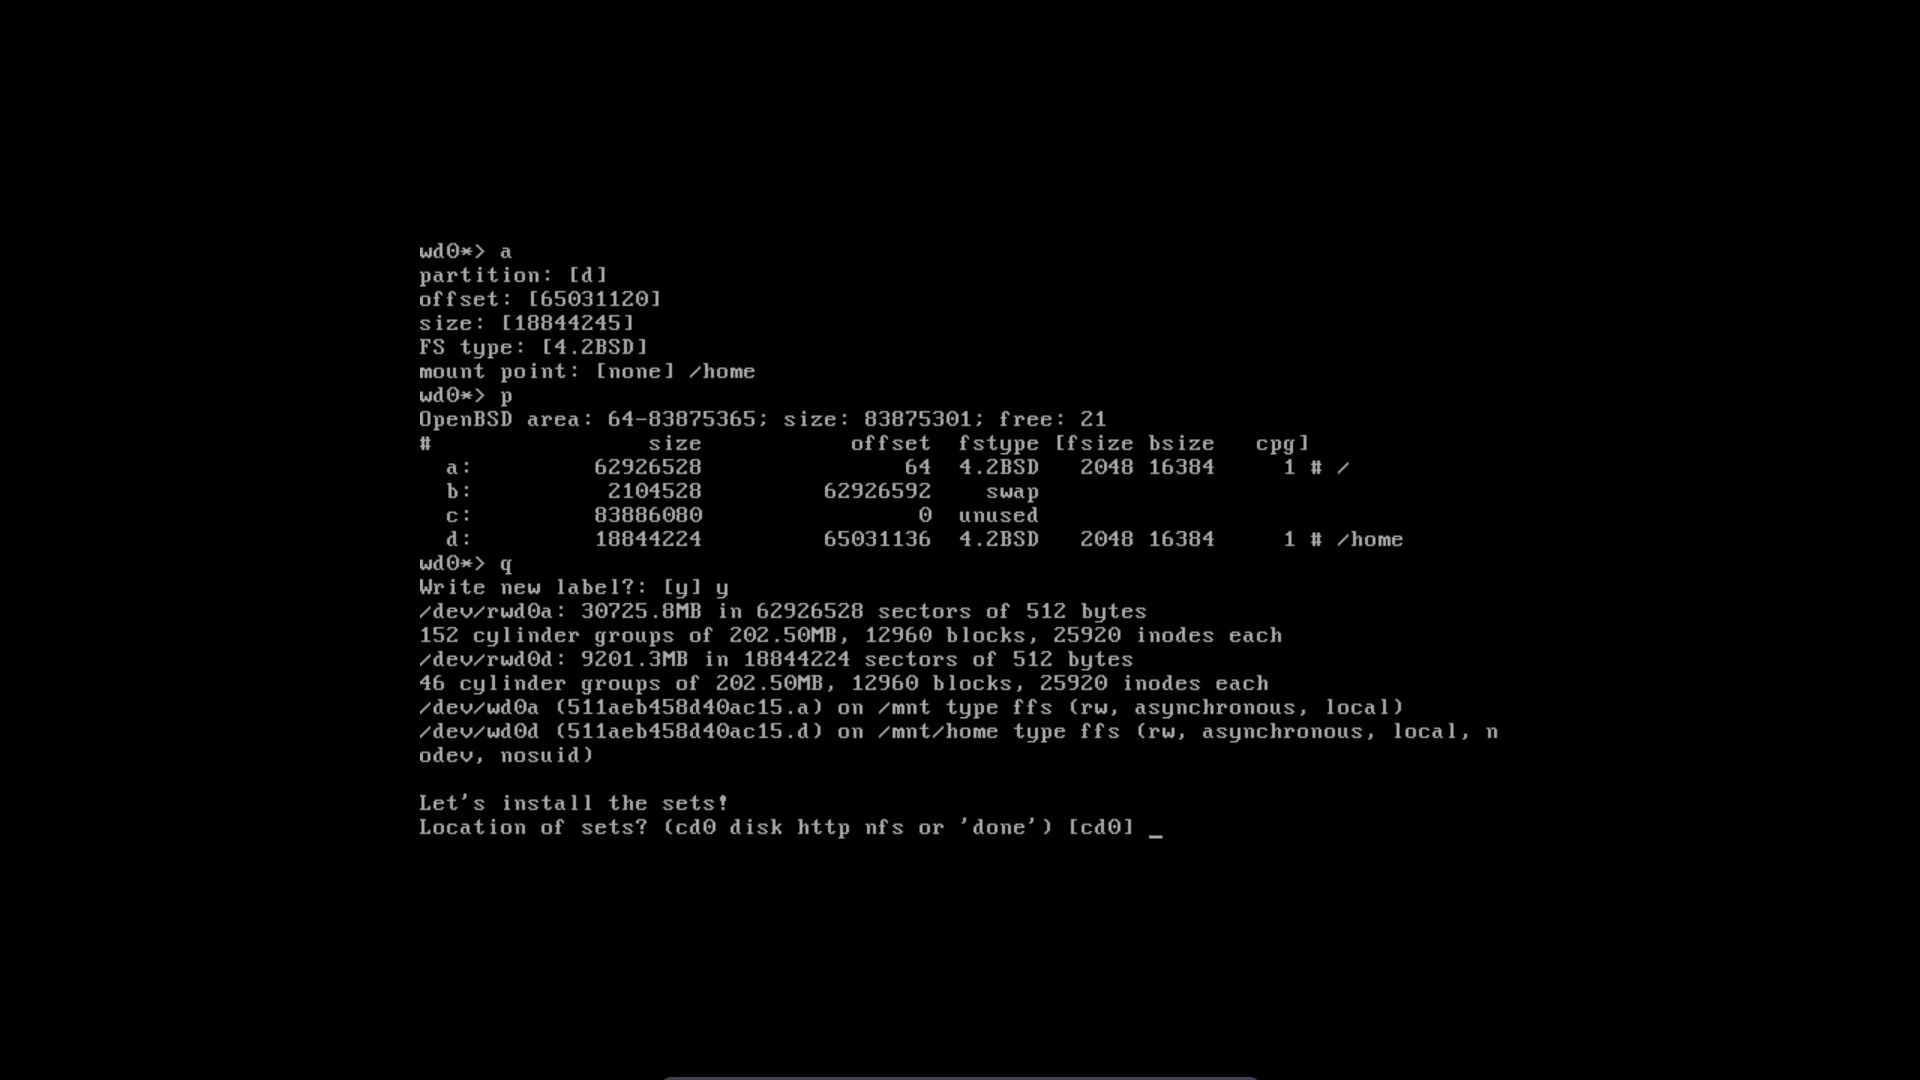 wd0*> a
partition: [d]
offset: [65031120]
size: [18844245]
FS type: [4.2BSD]
mount point: [none] /home
wd0*> p
OpenBSD area: 64-83875365; size: 83875301; free: 21
#                size           offset  fstype [fsize bsize   cpg]
  a:         62926528               64  4.2BSD   2048 16384     1 # /
  b:          2104528         62926592    swap
  c:         83886080                0  unused
  d:         18844224         65031136  4.2BSD   2048 16384     1 # /home
wd0*> q
Write new label?: [y] y
/dev/rwd0a: 30725.8MB in 62926528 sectors of 512 bytes
152 cylinder groups of 202.50MB, 12960 blocks, 25920 inodes each
/dev/rwd0d: 9201.3MB in 18844224 sectors of 512 bytes
46 cylinder groups of 202.50MB, 12960 blocks, 25920 inodes each
/dev/wd0a (511aeb458d40ac15.a) on /mnt type ffs (rw, asynchronous, local)
/dev/wd0d (511aeb458d40ac15.d) on /mnt/home type ffs (rw, asynchronous, local, n
odev, nosuid)

Let's install the sets!
Location of sets? (cd0 disk http nfs or 'done') [cd0] _